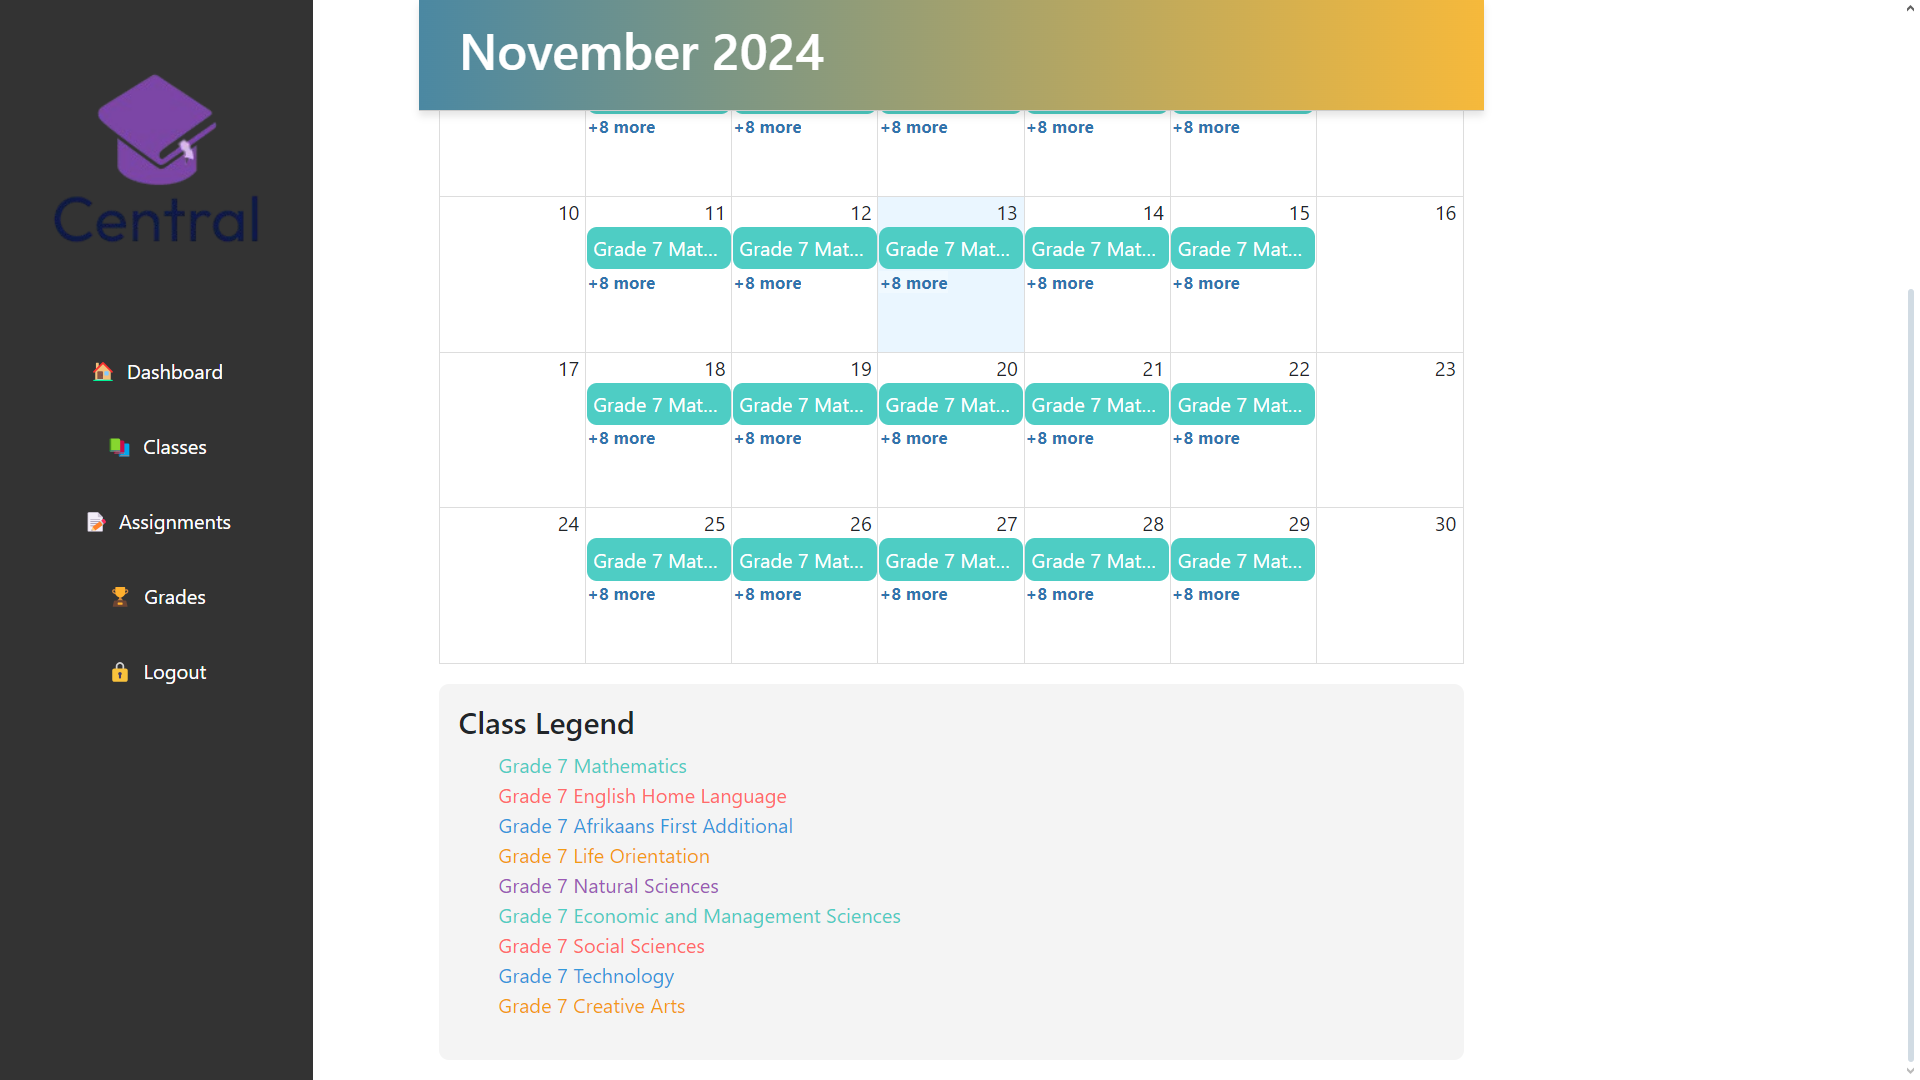 Central
Dashboard
Classes
Assignments
Grades
Logout
November 2024
+8 more +8 more +8 more +8 more +8 more
10 11 12 13 14 15 16
Grade 7 Mat... Grade 7 Mat... Grade 7 Mat... Grade 7 Mat... Grade 7 Mat...
+8 more +8 more +8 more +8 more +8 more
17 18 19 20 21 22 23
Grade 7 Mat... Grade 7 Mat... Grade 7 Mat... Grade 7 Mat... Grade 7 Mat...
+8 more +8 more +8 more +8 more +8 more
24 25 26 27 28 29 30
Grade 7 Mat... Grade 7 Mat... Grade 7 Mat... Grade 7 Mat... Grade 7 Mat...
+8 more +8 more +8 more +8 more +8 more
Class Legend
Grade 7 Mathematics
Grade 7 English Home Language
Grade 7 Afrikaans First Additional
Grade 7 Life Orientation
Grade 7 Natural Sciences
Grade 7 Economic and Management Sciences
Grade 7 Social Sciences
Grade 7 Technology
Grade 7 Creative Arts